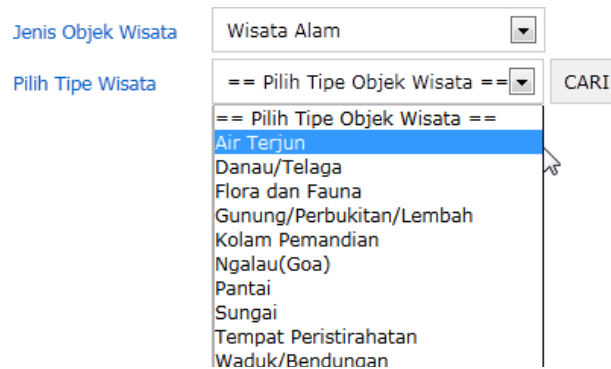 Jenis Objek Wisata Wisata Alam
Pilih Tipe Wisata == Pilih Tipe Objek Wisata == CARI
== Pilih Tipe Objek Wisata ==
Air Terjun
Danau/Telaga
Flora dan Fauna
Gunung/Perbukitan/Lembah
Kolam Pemandian
Ngalau(Goa)
Pantai
Sungai
Tempat Peristirahatan
Waduk/Bendungan